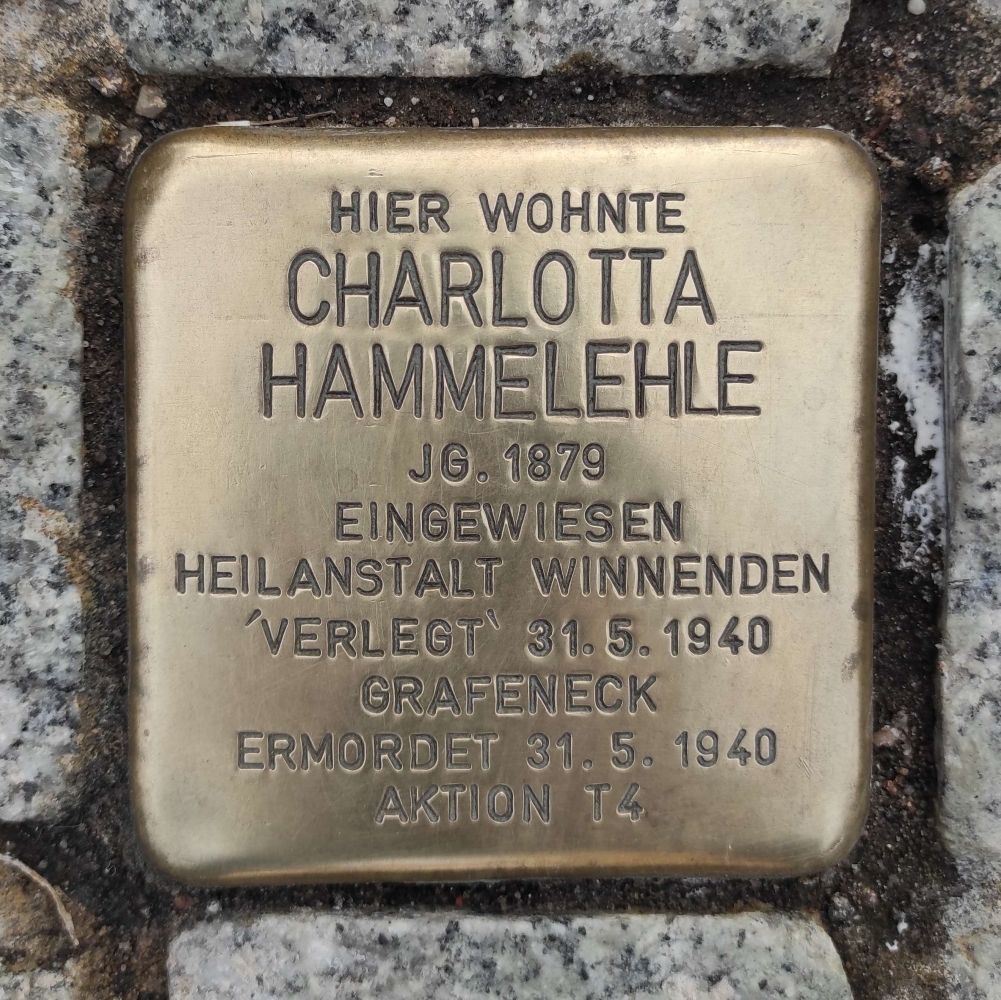 HIER WOHNTE
CHARLOTTA
HAMMELEHLE
JG. 1879
EINGEWIESEN
HEILANSTALT WINNENDEN
´VERLEGT` 31.5.1940
GRAFENECK
ERMORDET 31.5.1940
AKTION T4